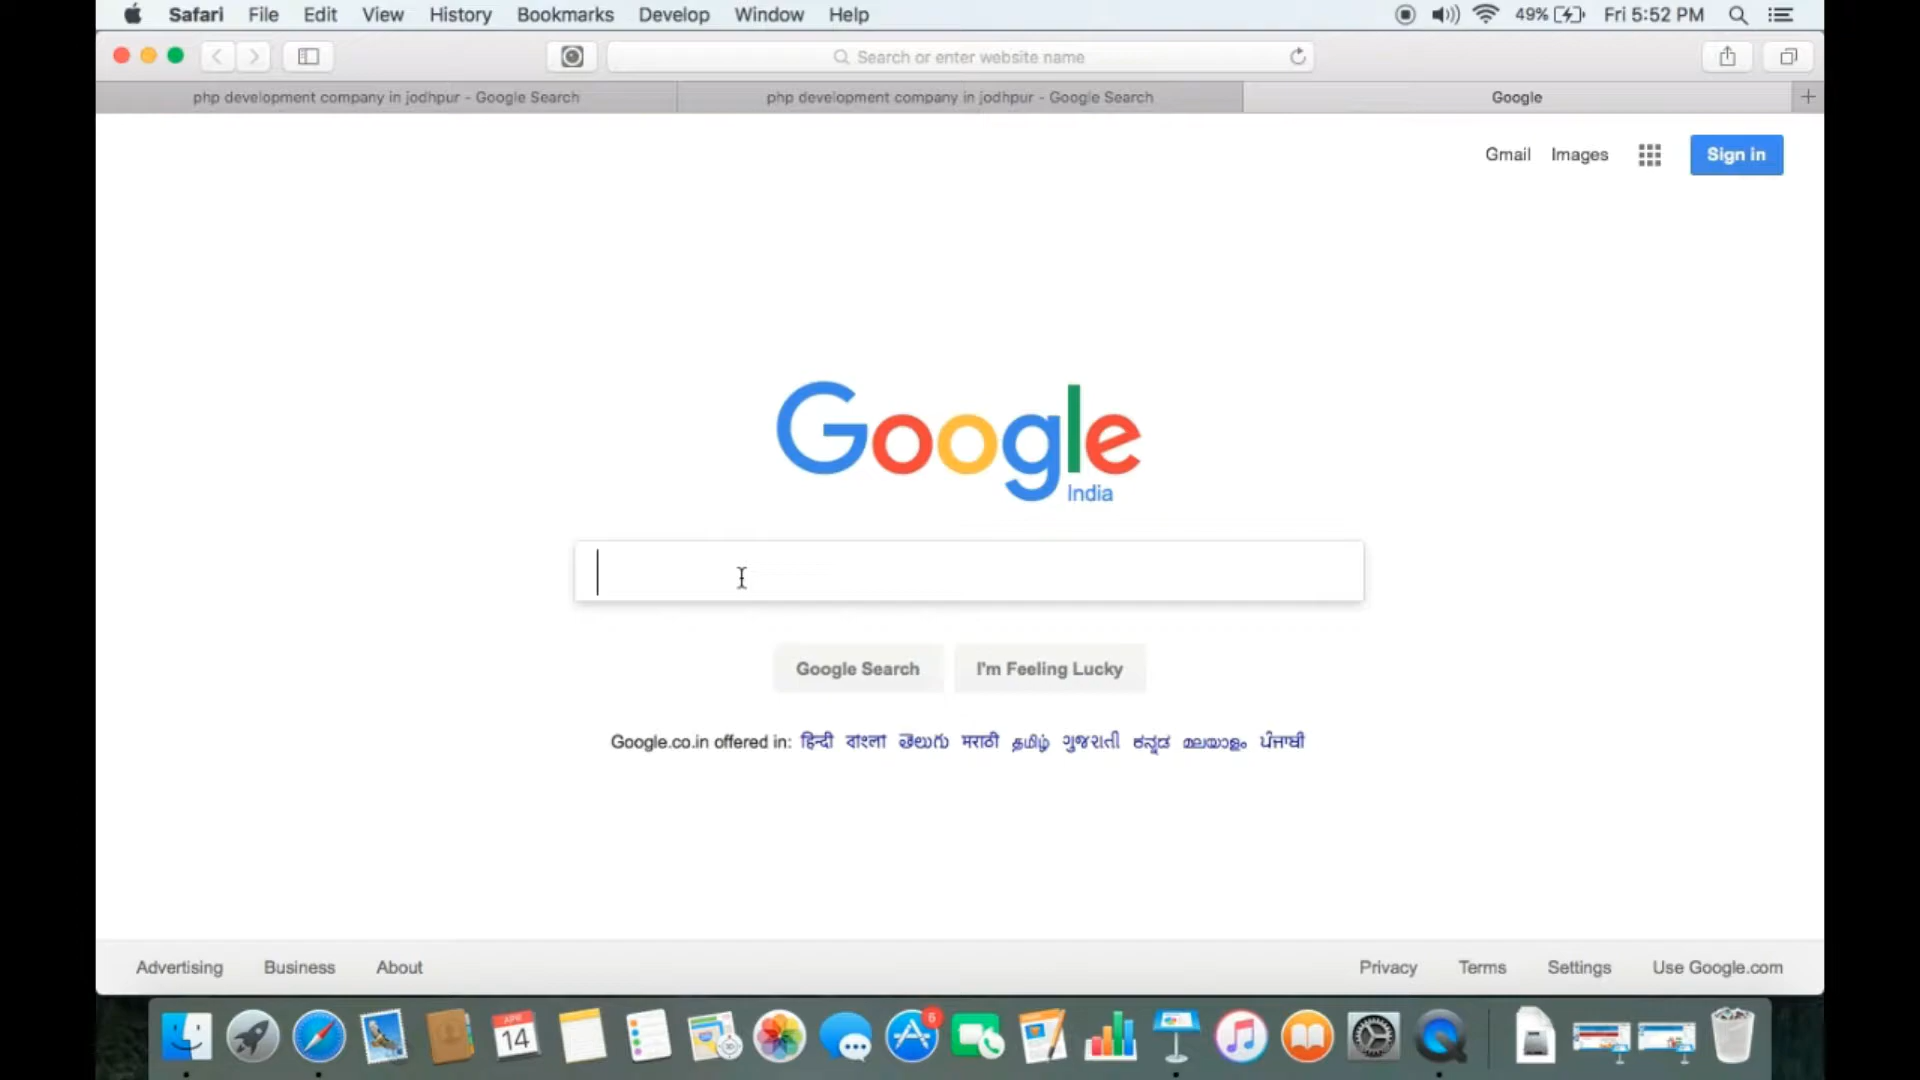 Safari File Edit View History Bookmarks Develop Window Help 49% Fri 5:52 PM
Search or enter website name
php development company in jodhpur - Google Search php development company in jodhpur - Google Search Google
Gmail Images Sign in
Google
India
Google Search I'm Feeling Lucky
Google.co.in offered in: हिन्दी বাংলা తెలుగు मराठी தமிழ் ગુજરાતી ಕನ್ನಡ മലയാളം ਪੰਜਾਬੀ
Advertising Business About Privacy Terms Settings Use Google.com
APR
14
6